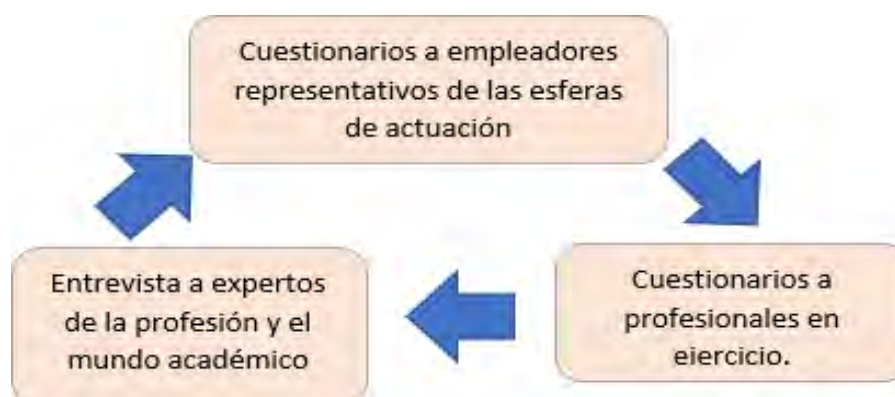 Cuestionarios a empleadores
representativos de las esferas
de actuación
Entrevista a expertos
de la profesión y el
mundo académico
Cuestionarios a
profesionales en
ejercicio.